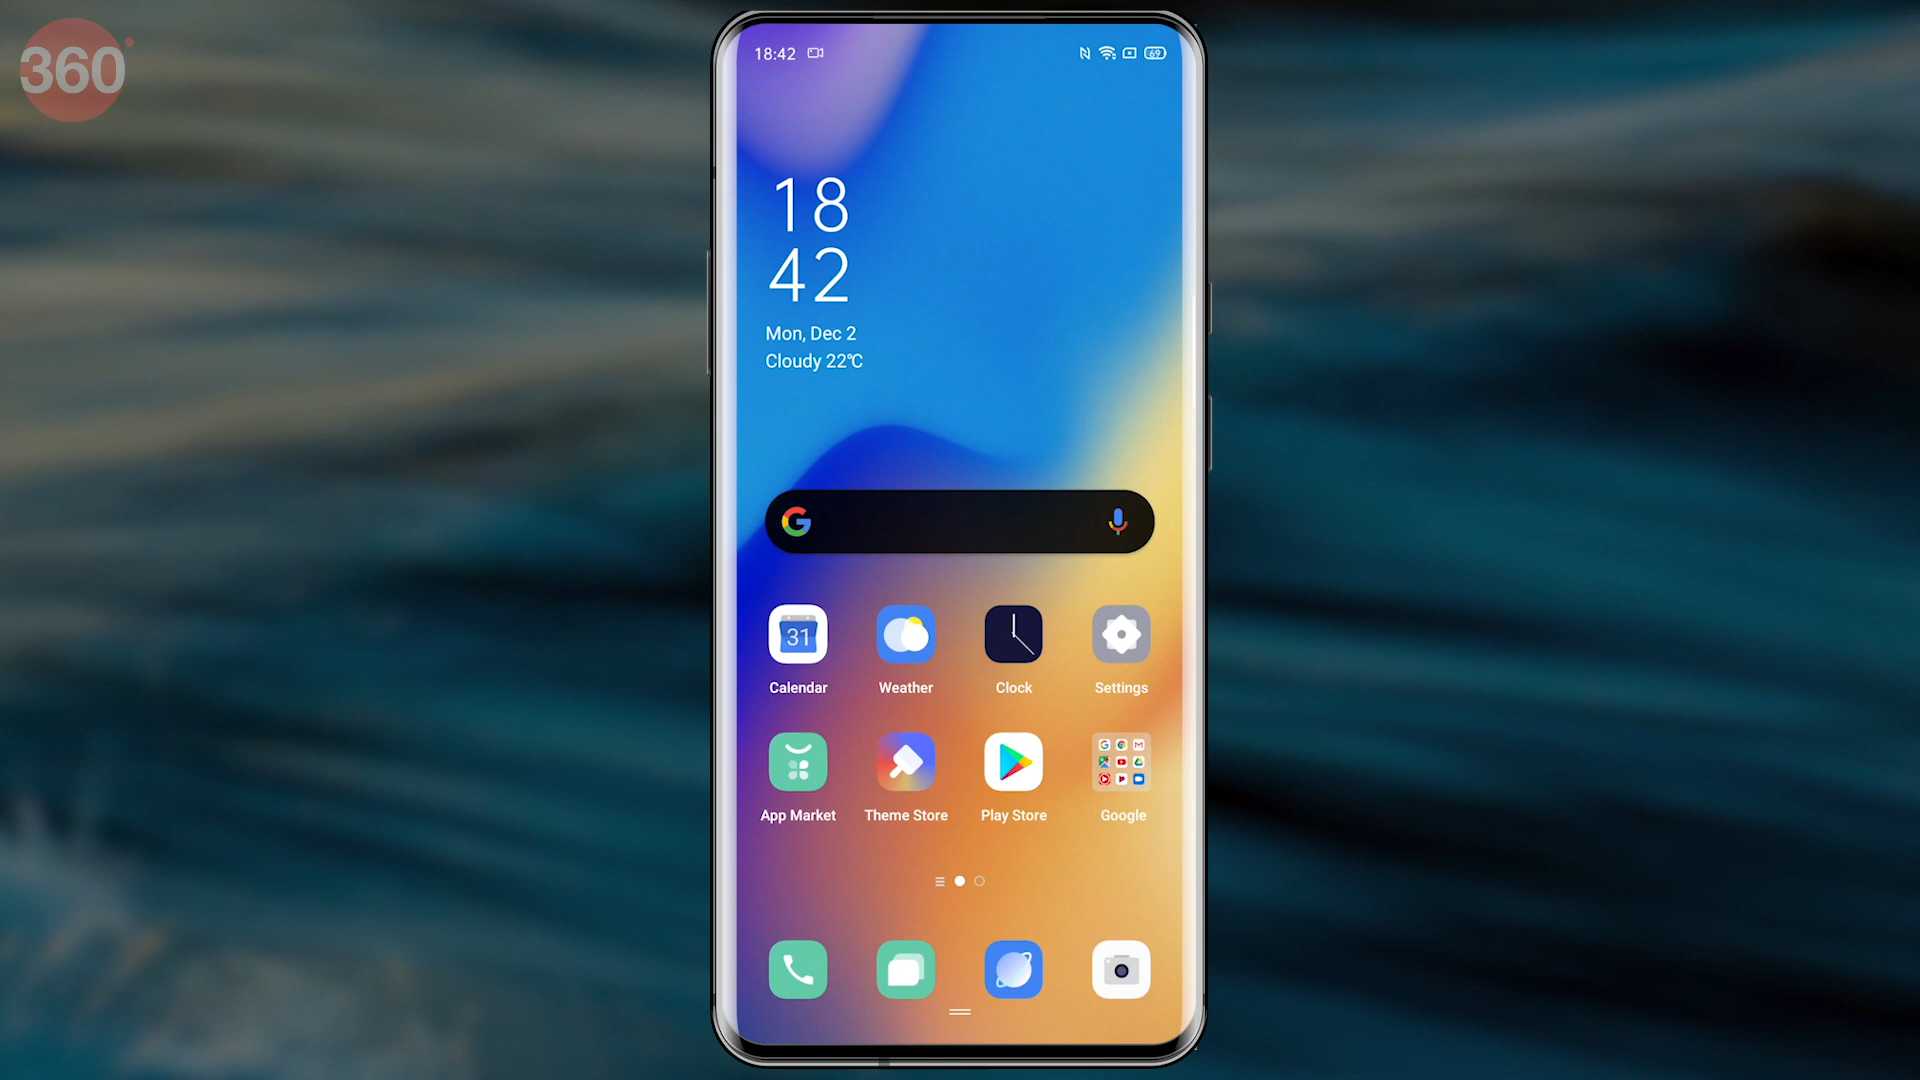 360
18:42
69
18
42
Mon, Dec 2
Cloudy 22℃
G
31
Calendar
Weather
Clock
Settings
App Market
Theme Store
Play Store
Google